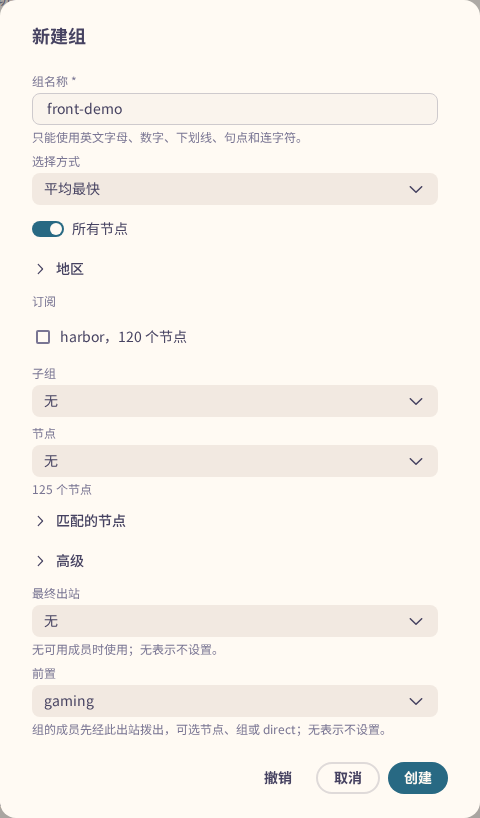 新建组
组名称 *
front-demo
只能使用英文字母、数字、下划线、句点和连字符。
选择方式
平均最快
所有节点
地区
订阅
harbor，120 个节点
子组
无
节点
无
125 个节点
匹配的节点
高级
最终出站
无
无可用成员时使用；无表示不设置。
前置
gaming
组的成员先经此出站拨出，可选节点、组或 direct；无表示不设置。
撤销
取消
创建